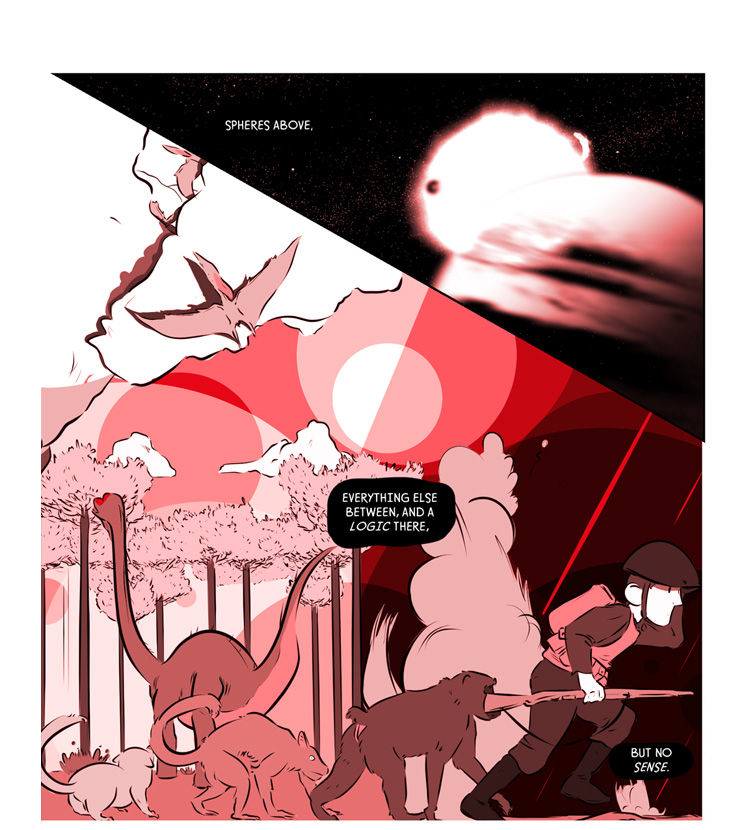 SPHERES ABOVE,
EVERYTHING ELSE
BETWEEN, AND A
LOGIC THERE,
BUT NO
SENSE.